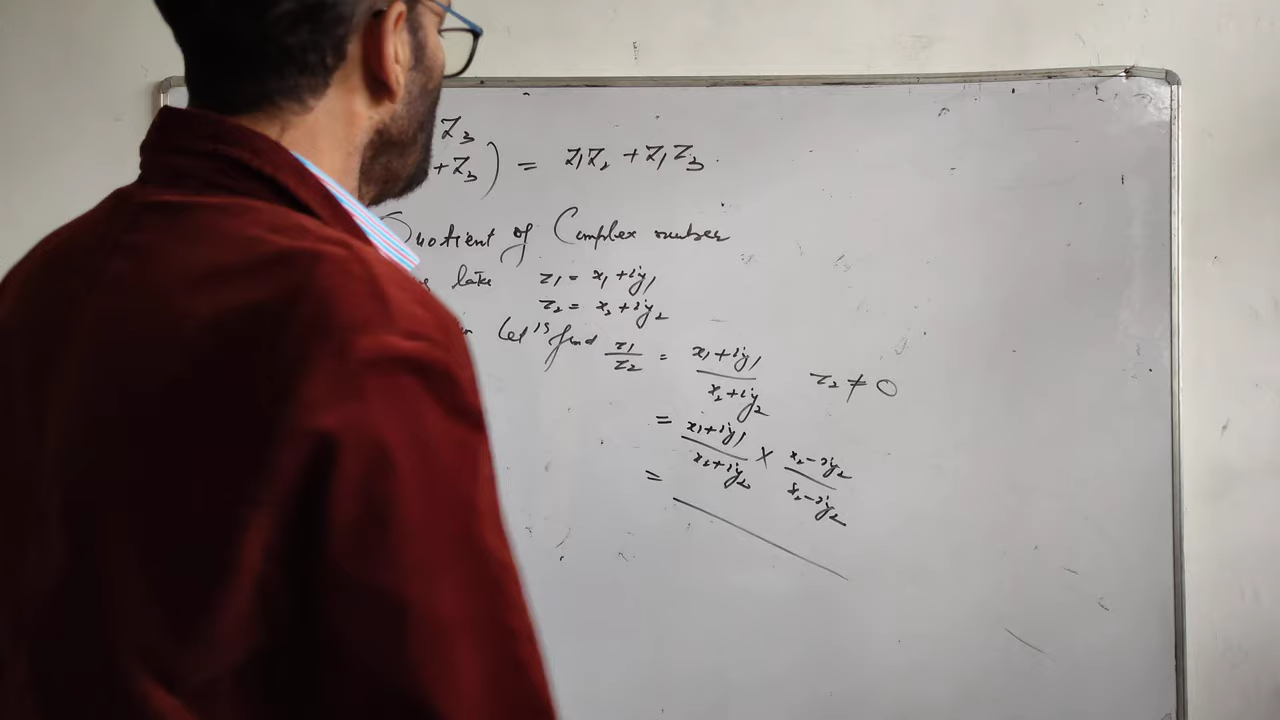 Z3
+Z3) = Z1Z2 + Z1Z3
Quotient of Complex number
take z1 = x1 + iy1
z2 = x2 + iy2
Let's find z1/z2 = x1+iy1/x2+iy2 z2 ≠ 0
= x1+iy1/x2+iy2 × x2-iy2/x2-iy2
=